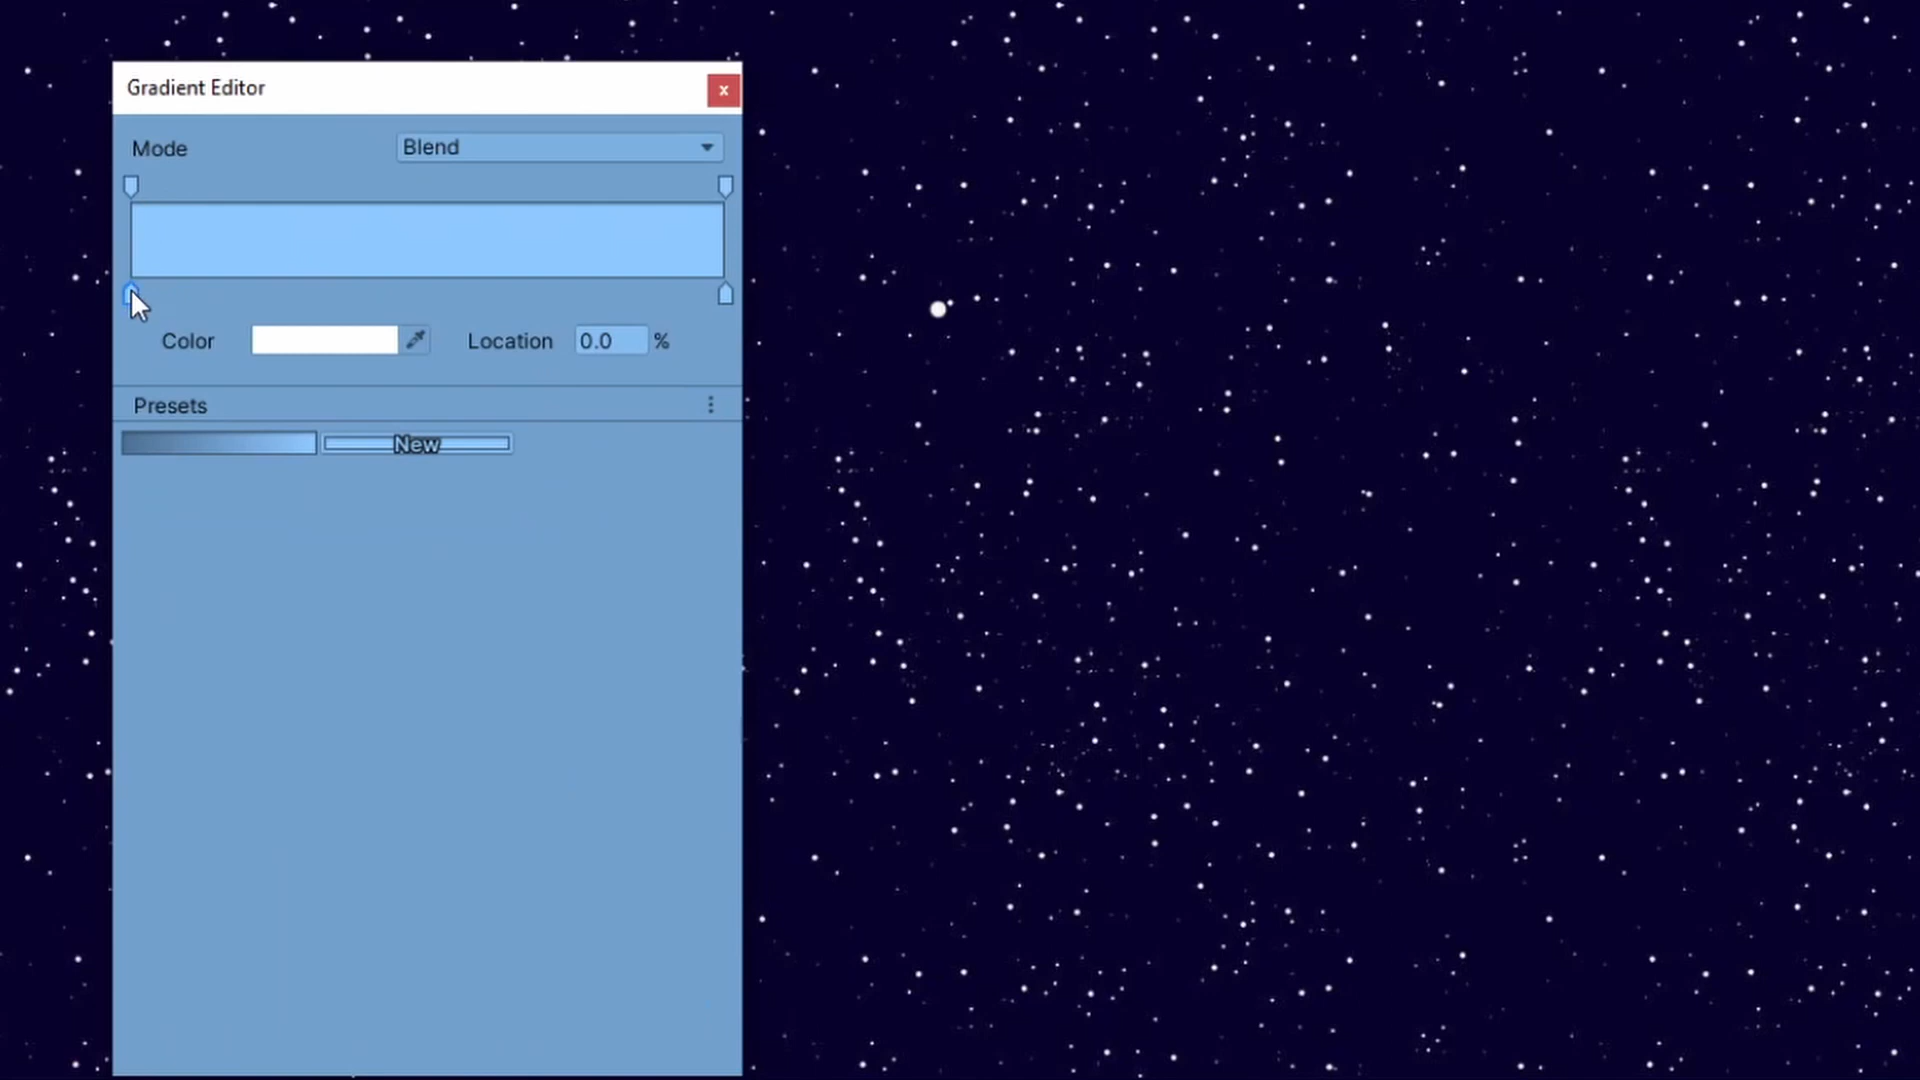 Gradient Editor
x
Mode Blend
Color Location 0.0 %
Presets
New